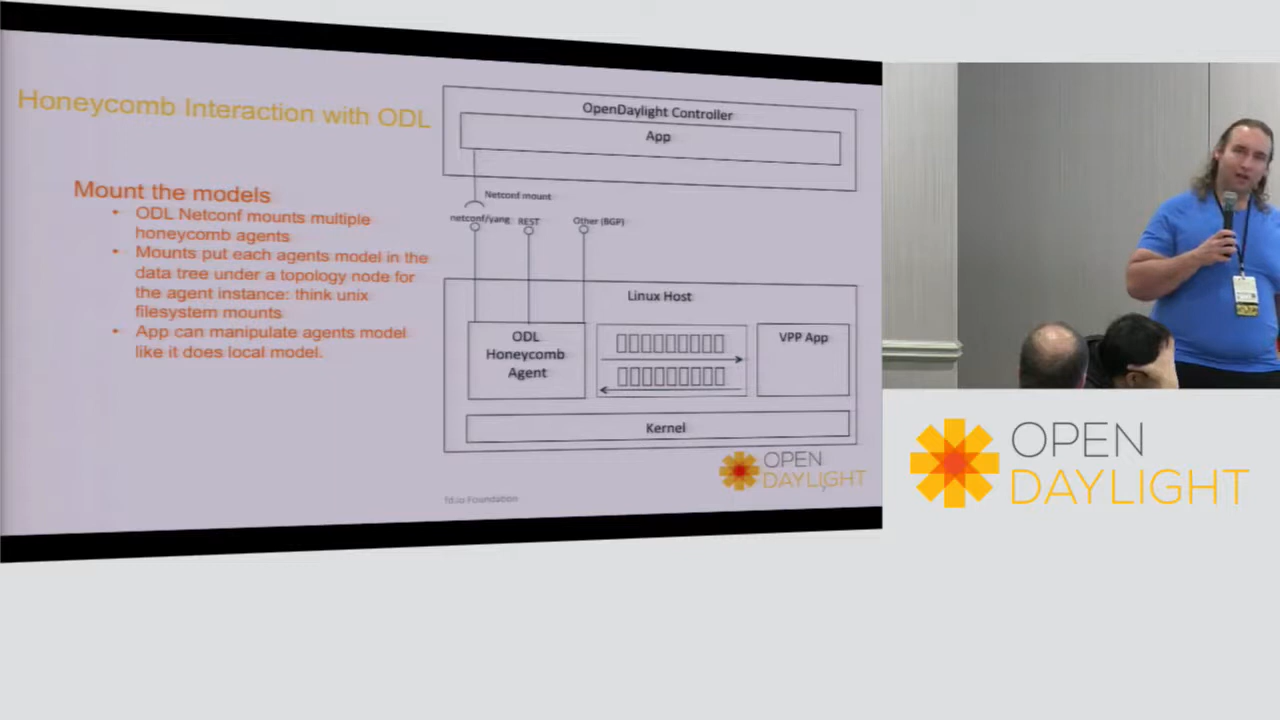 Honeycomb Interaction with ODL
Mount the models
• ODL Netconf mounts multiple
honeycomb agents
• Mounts put each agents model in the
data tree under a topology node for
the agent instance: think unix
filesystem mounts
• App can manipulate agents model
like it does local model.
OpenDaylight Controller
App
Netconf mount
netconf/yang
REST
Other (BGP)
Linux Host
ODL
Honeycomb
Agent
VPP App
Kernel
fd.io Foundation
OPEN
DAYLIGHT
OPEN
DAYLIGHT